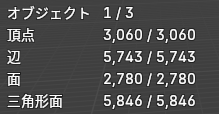 オブジェクト 1 / 3
頂点 3,060 / 3,060
辺 5,743 / 5,743
面 2,780 / 2,780
三角形面 5,846 / 5,846